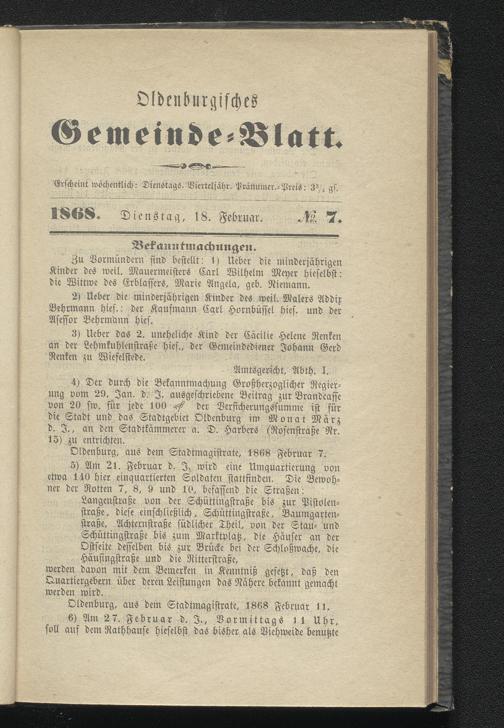 Oldenburgisches
Gemeinde-Blatt.
Erscheint wöchentlich: Dienstags. Vierteljähr. Pränumer.-Preis: 3¾ gs.
1868. Dienstag, 18. Februar. № 7.
Bekanntmachungen.
Zu Vormündern sind bestellt: 1) Ueber die minderjährigen
Kinder des weil. Mauermeisters Carl Wilhelm Meyer hieselbst:
die Wittwe des Erblassers, Marie Angela, geb. Niemann.
2) Ueber die minderjährigen Kinder des weil. Malers Addix
Behrmann hies.: der Kaufmann Carl Hornbüssel hies. und der
Assessor Behrmann hies.
3) Ueber das 2. uneheliche Kind der Cäcilie Helene Renken
an der Lehmkuhlenstraße hies., der Gemeindediener Johann Gerd
Renken zu Wiefelstede.
Amtsgericht, Abth. I.
4) Der durch die Bekanntmachung Großherzoglicher Regier-
ung vom 29. Jan. d. J. ausgeschriebene Beitrag zur Brandcasse
von 20 sw. für jede 100 der Versicherungssumme ist für
die Stadt und das Stadtgebiet Oldenburg im Monat März
d. J., an den Stadtkämmerer a. D. Harbers (Rosenstraße Nr.
15) zu entrichten.
Oldenburg, aus dem Stadtmagistrate, 1868 Februar 7.
5) Am 21. Februar d. J. wird eine Umquartierung von
etwa 140 hier einquartierten Soldaten stattfinden. Die Bewoh-
ner der Rotten 7, 8, 9 und 10, befassend die Straßen:
Langenstraße von der Schüttingstraße bis zur Pistolen-
straße, diese einschließlich, Schüttingstraße, Baumgarten-
straße, Achternstraße südlicher Theil, von der Stau- und
Schüttingstraße bis zum Marktplatz, die Häuser an der
Ostseite desselben bis zur Brücke bei der Schloßwache, die
Häusingstraße und die Ritterstraße,
werden davon mit dem Bemerken in Kenntniß gesetzt, daß den
Quartiergebern über deren Leistungen das Nähere bekannt gemacht
werden wird.
Oldenburg, aus dem Stadtmagistrate, 1868 Februar 11.
6) Am 27. Februar d. J., Vormittags 11 Uhr,
soll auf dem Rathhause hieselbst das bisher als Viehweide benutzte